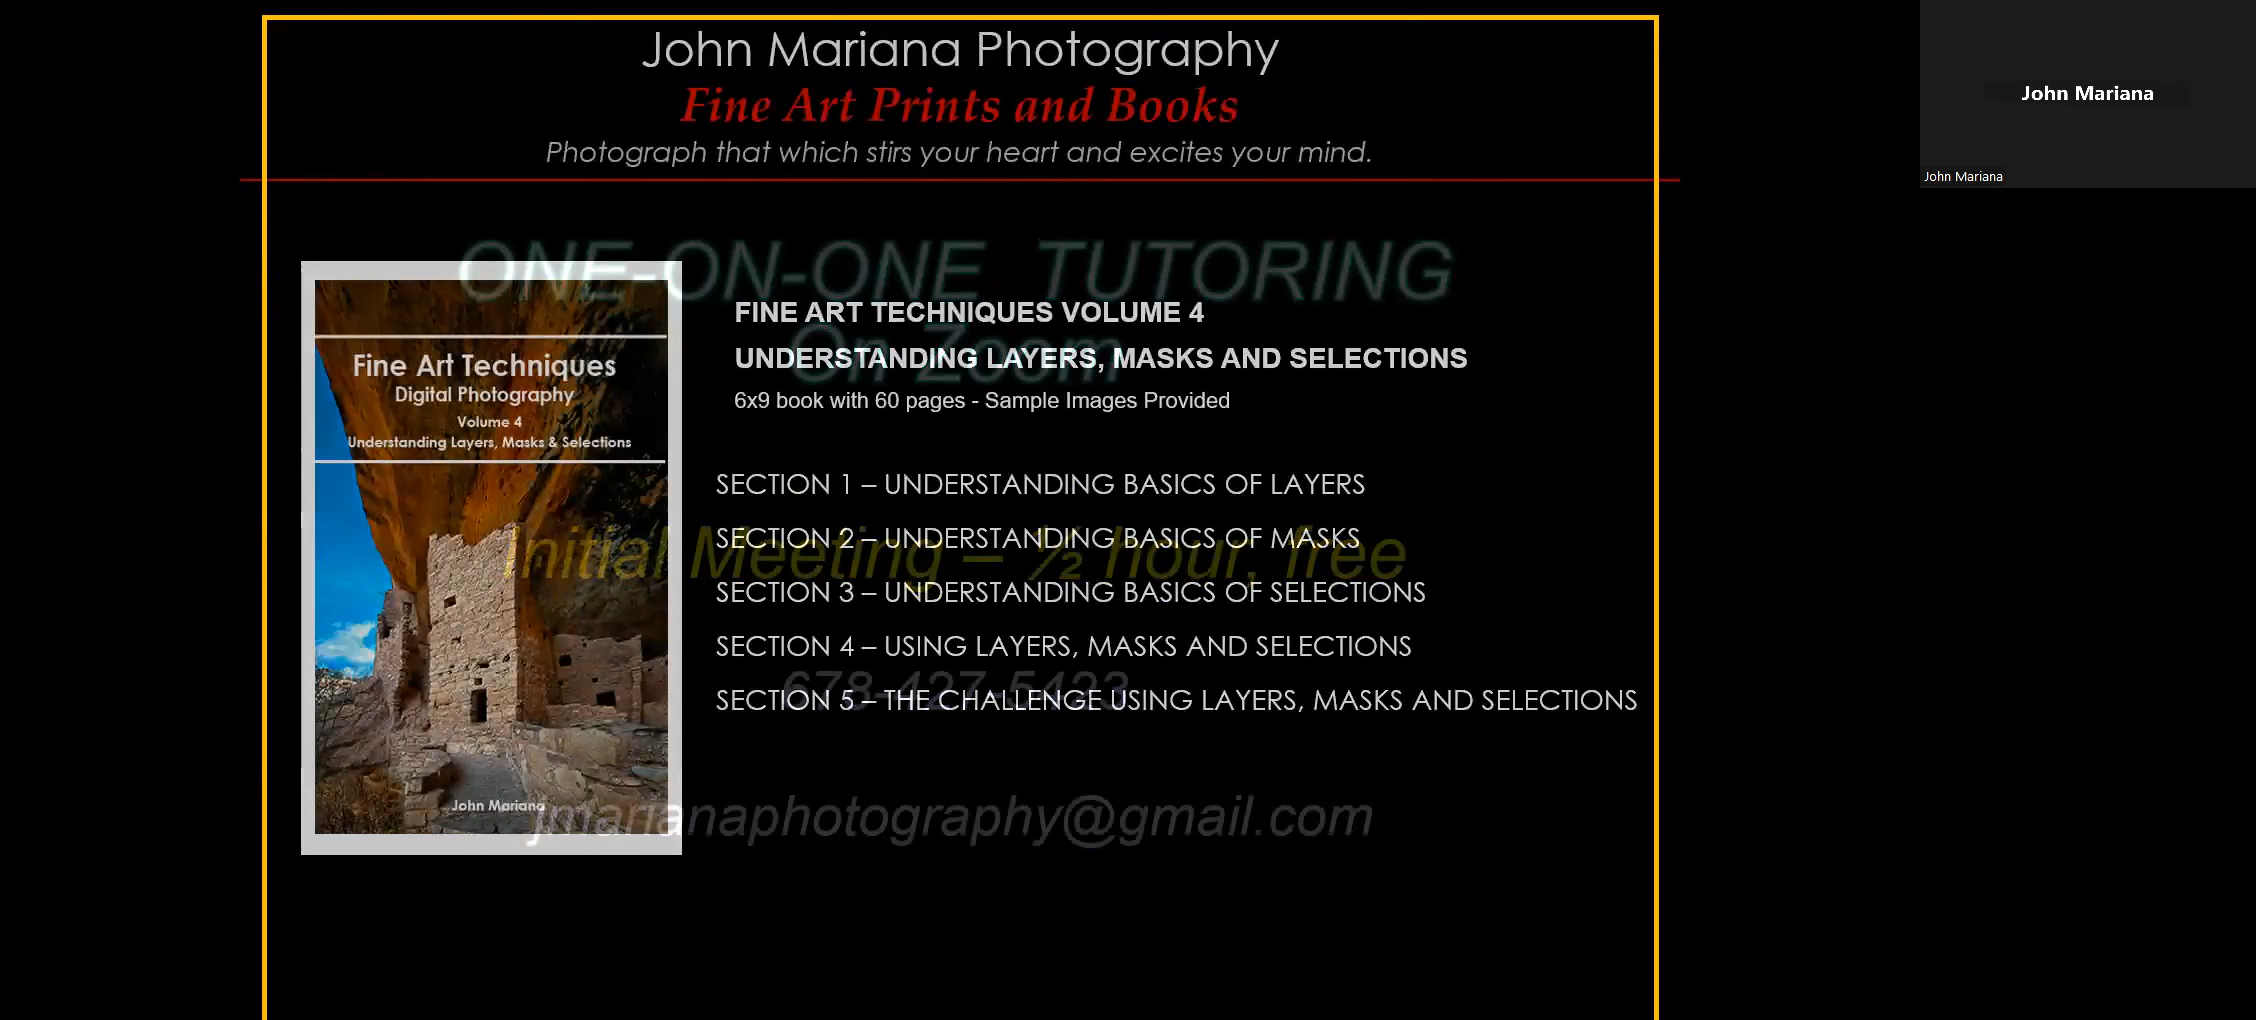 John Mariana Photography
Fine Art Prints and Books
Photograph that which stirs your heart and excites your mind.
John Mariana
John Mariana
ONE-ON-ONE TUTORING
On Zoom
Initial Meeting – ½ hour, free
678-427-5423
jmarianaphotography@gmail.com
Fine Art Techniques
Digital Photography
Volume 4
Understanding Layers, Masks & Selections
John Mariana
FINE ART TECHNIQUES VOLUME 4
UNDERSTANDING LAYERS, MASKS AND SELECTIONS
6x9 book with 60 pages - Sample Images Provided
SECTION 1 – UNDERSTANDING BASICS OF LAYERS
SECTION 2 – UNDERSTANDING BASICS OF MASKS
SECTION 3 – UNDERSTANDING BASICS OF SELECTIONS
SECTION 4 – USING LAYERS, MASKS AND SELECTIONS
SECTION 5 – THE CHALLENGE USING LAYERS, MASKS AND SELECTIONS